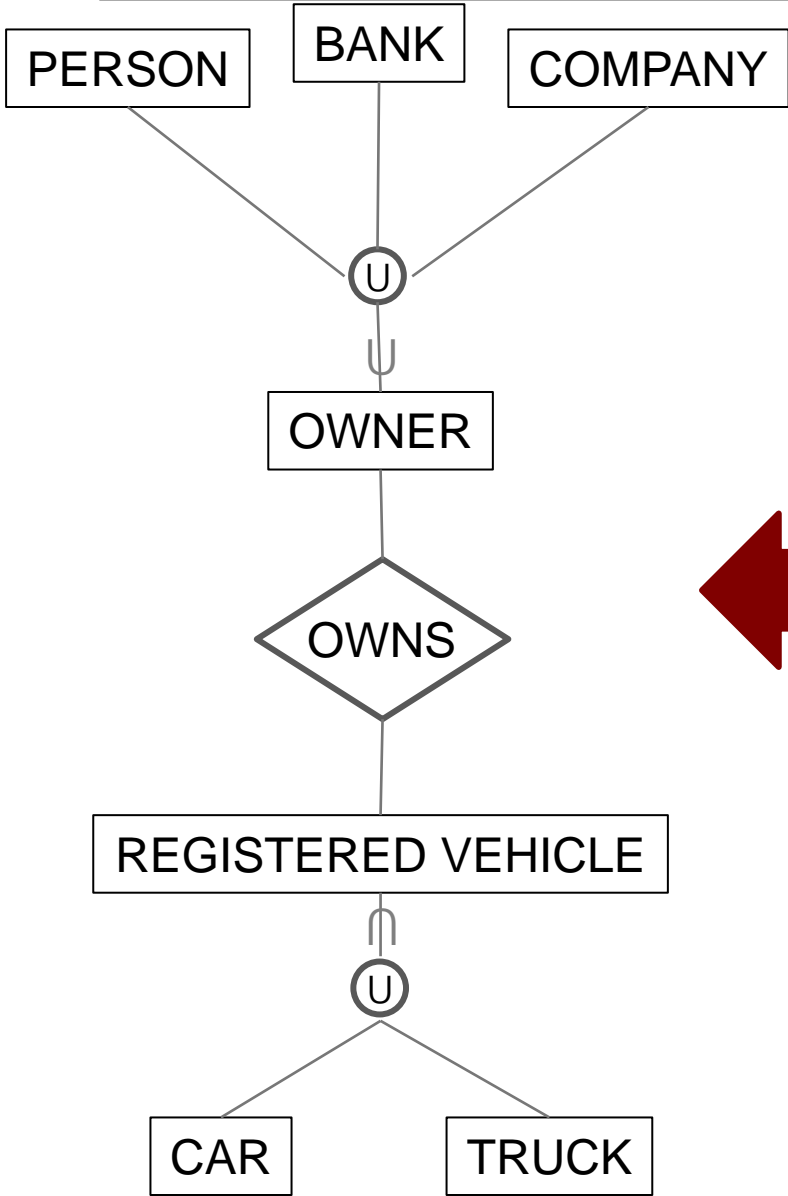 PERSON
BANK
COMPANY
U
OWNER
OWNS
REGISTERED VEHICLE
U
CAR
TRUCK